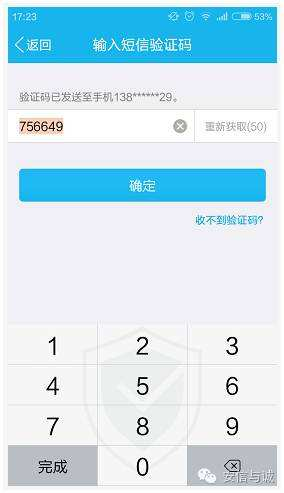 17:23 53%
返回 输入短信验证码
验证码已发送至手机138******29。
756649 重新获取(50)
确定
收不到验证码?
1 2 3
4 5 6
7 8 9
完成 0
安信与诚